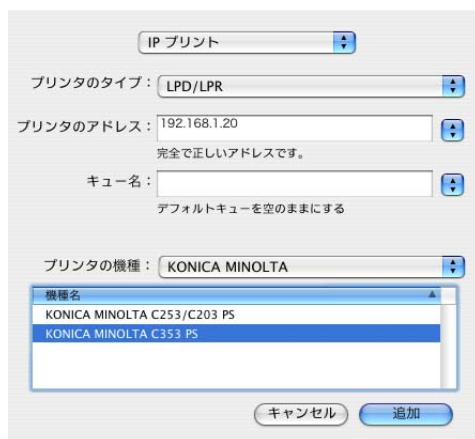 IP プリント
プリンタのタイプ： LPD/LPR
プリンタのアドレス： 192.168.1.20
完全で正しいアドレスです。
キュー名：
デフォルトキューを空のままにする
プリンタの機種： KONICA MINOLTA
機種名
KONICA MINOLTA C253/C203 PS
KONICA MINOLTA C353 PS
キャンセル 追加